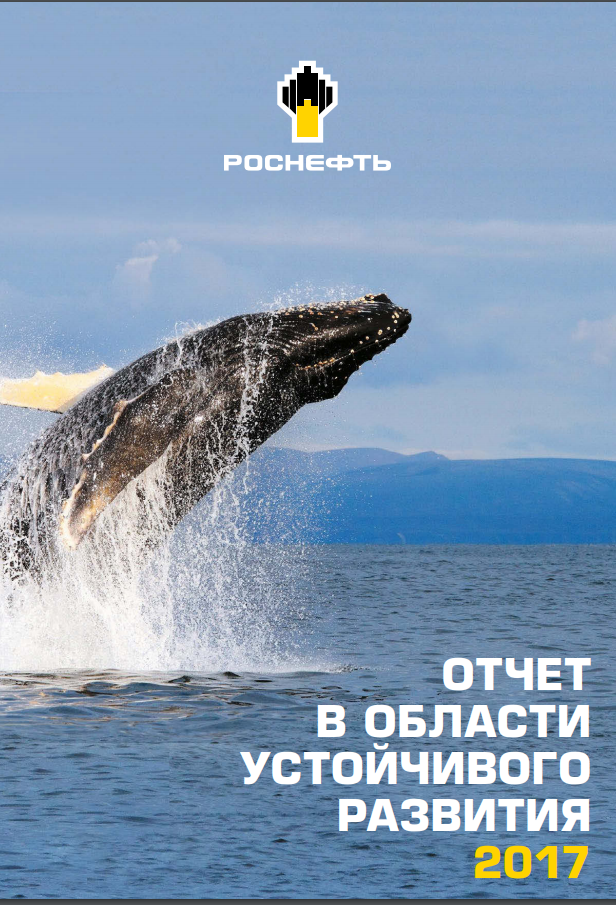 РОСНЕФТЬ
ОТЧЕТ
В ОБЛАСТИ
УСТОЙЧИВОГО
РАЗВИТИЯ
2017